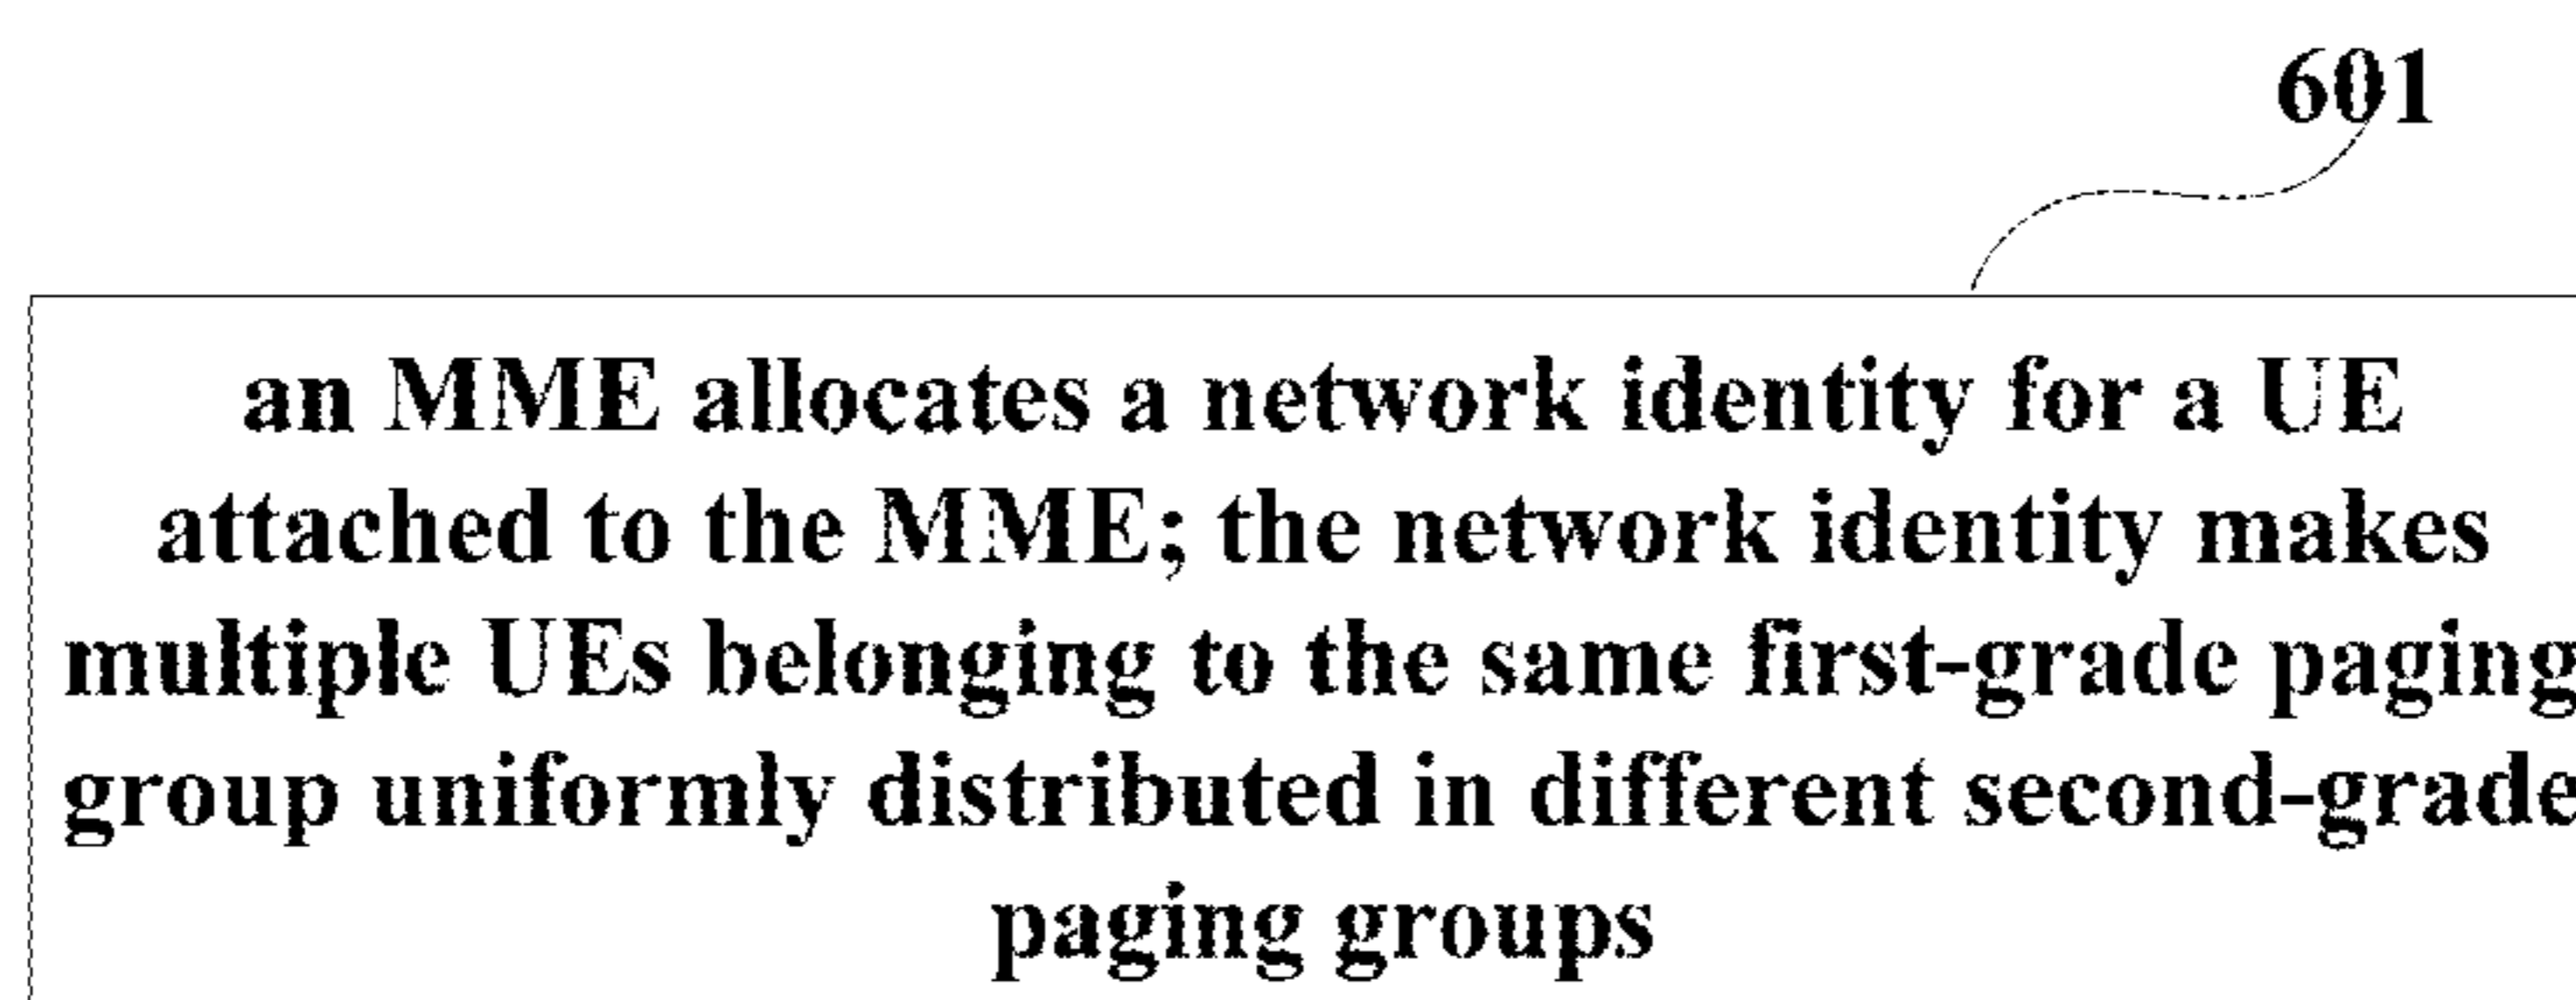 601
an MME allocates a network identity for a UE
attached to the MME; the network identity makes
multiple UEs belonging to the same first-grade paging
group uniformly distributed in different second-grade
paging groups